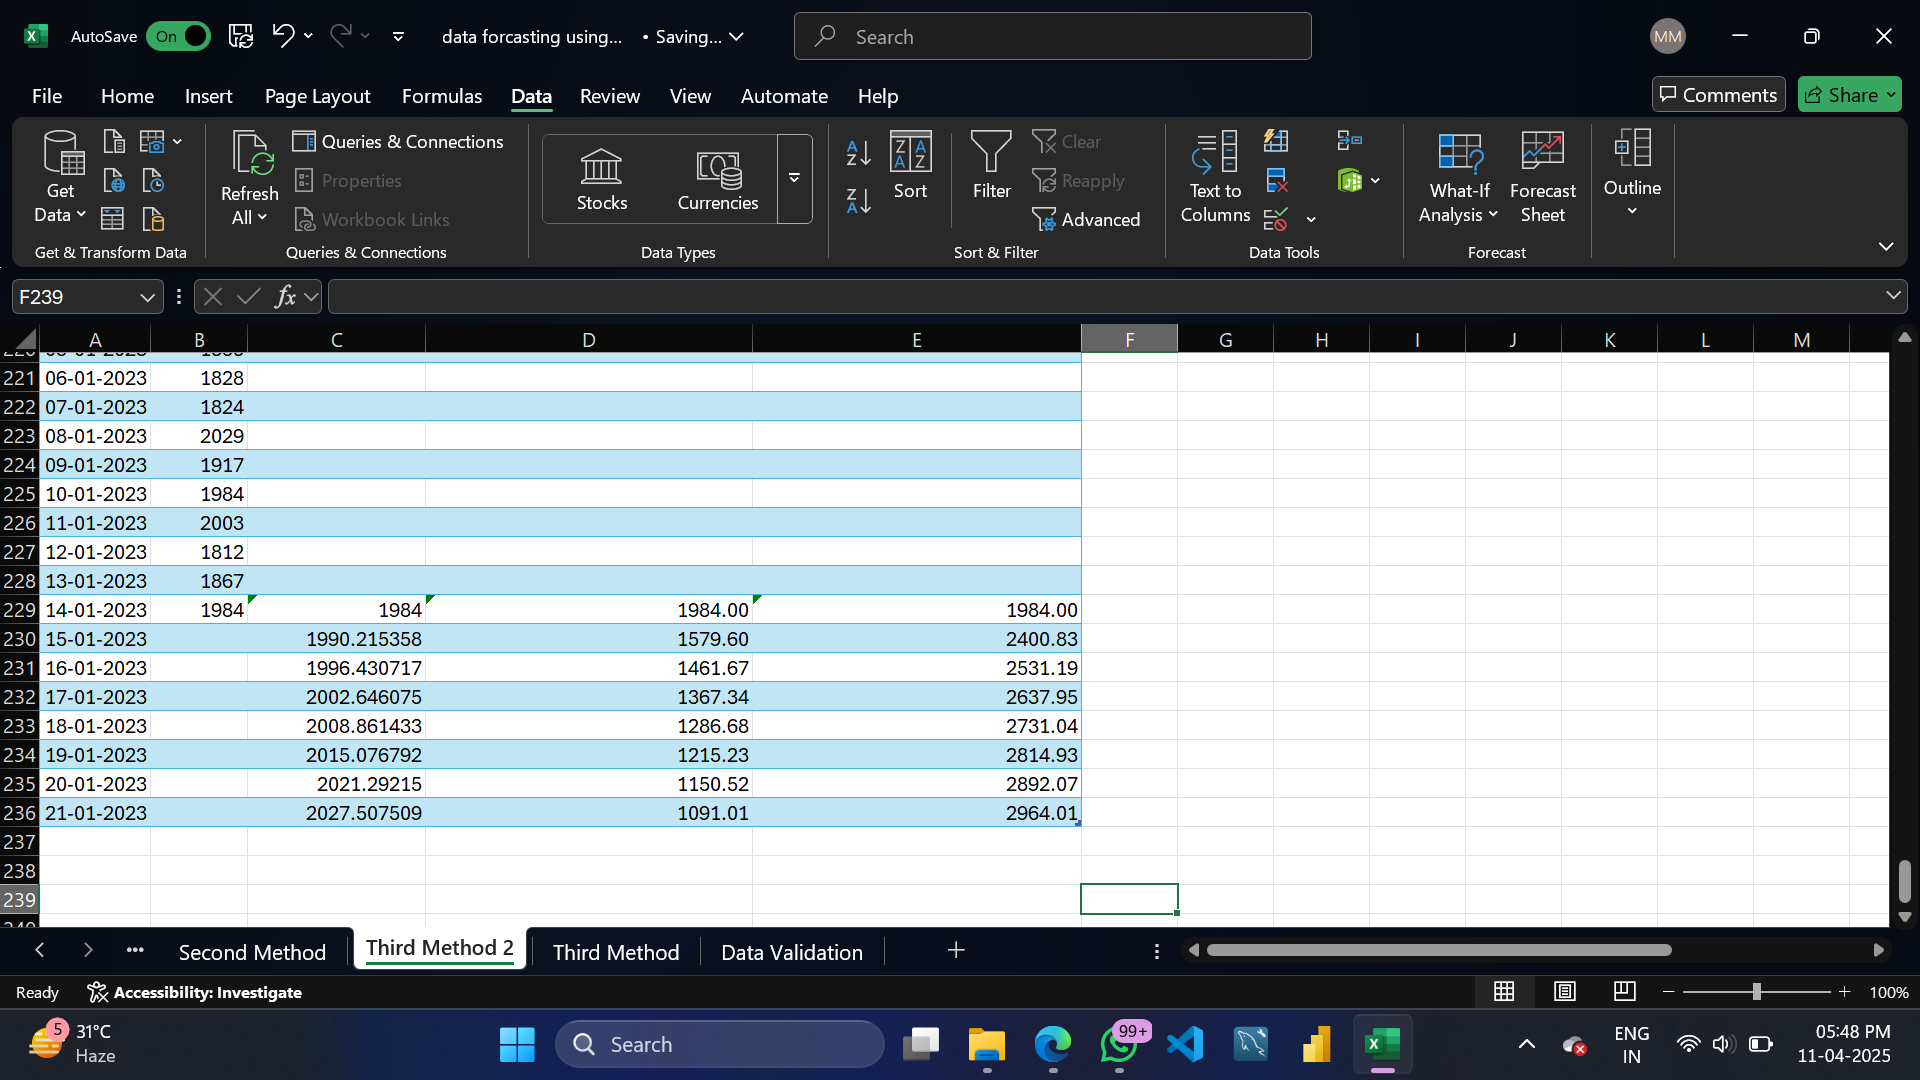 AutoSave On data forcasting using... • Saving... Search MM
File Home Insert Page Layout Formulas Data Review View Automate Help Comments Share
Get Data
Refresh All
Queries & Connections
Properties
Workbook Links
Stocks
Currencies
Sort
Filter
Clear
Reapply
Advanced
Text to Columns
What-If Analysis
Forecast Sheet
Outline
Get & Transform Data Queries & Connections Data Types Sort & Filter Data Tools Forecast
F239 fx
A B C D E F G H I J K L M
221 06-01-2023 1828
222 07-01-2023 1824
223 08-01-2023 2029
224 09-01-2023 1917
225 10-01-2023 1984
226 11-01-2023 2003
227 12-01-2023 1812
228 13-01-2023 1867
229 14-01-2023 1984 1984 1984.00 1984.00
230 15-01-2023 1990.215358 1579.60 2400.83
231 16-01-2023 1996.430717 1461.67 2531.19
232 17-01-2023 2002.646075 1367.34 2637.95
233 18-01-2023 2008.861433 1286.68 2731.04
234 19-01-2023 2015.076792 1215.23 2814.93
235 20-01-2023 2021.29215 1150.52 2892.07
236 21-01-2023 2027.507509 1091.01 2964.01
237
238
239
Second Method Third Method 2 Third Method Data Validation
Ready Accessibility: Investigate 100%
5 31°C
Haze
Search
99+
ENG
IN
05:48 PM
11-04-2025